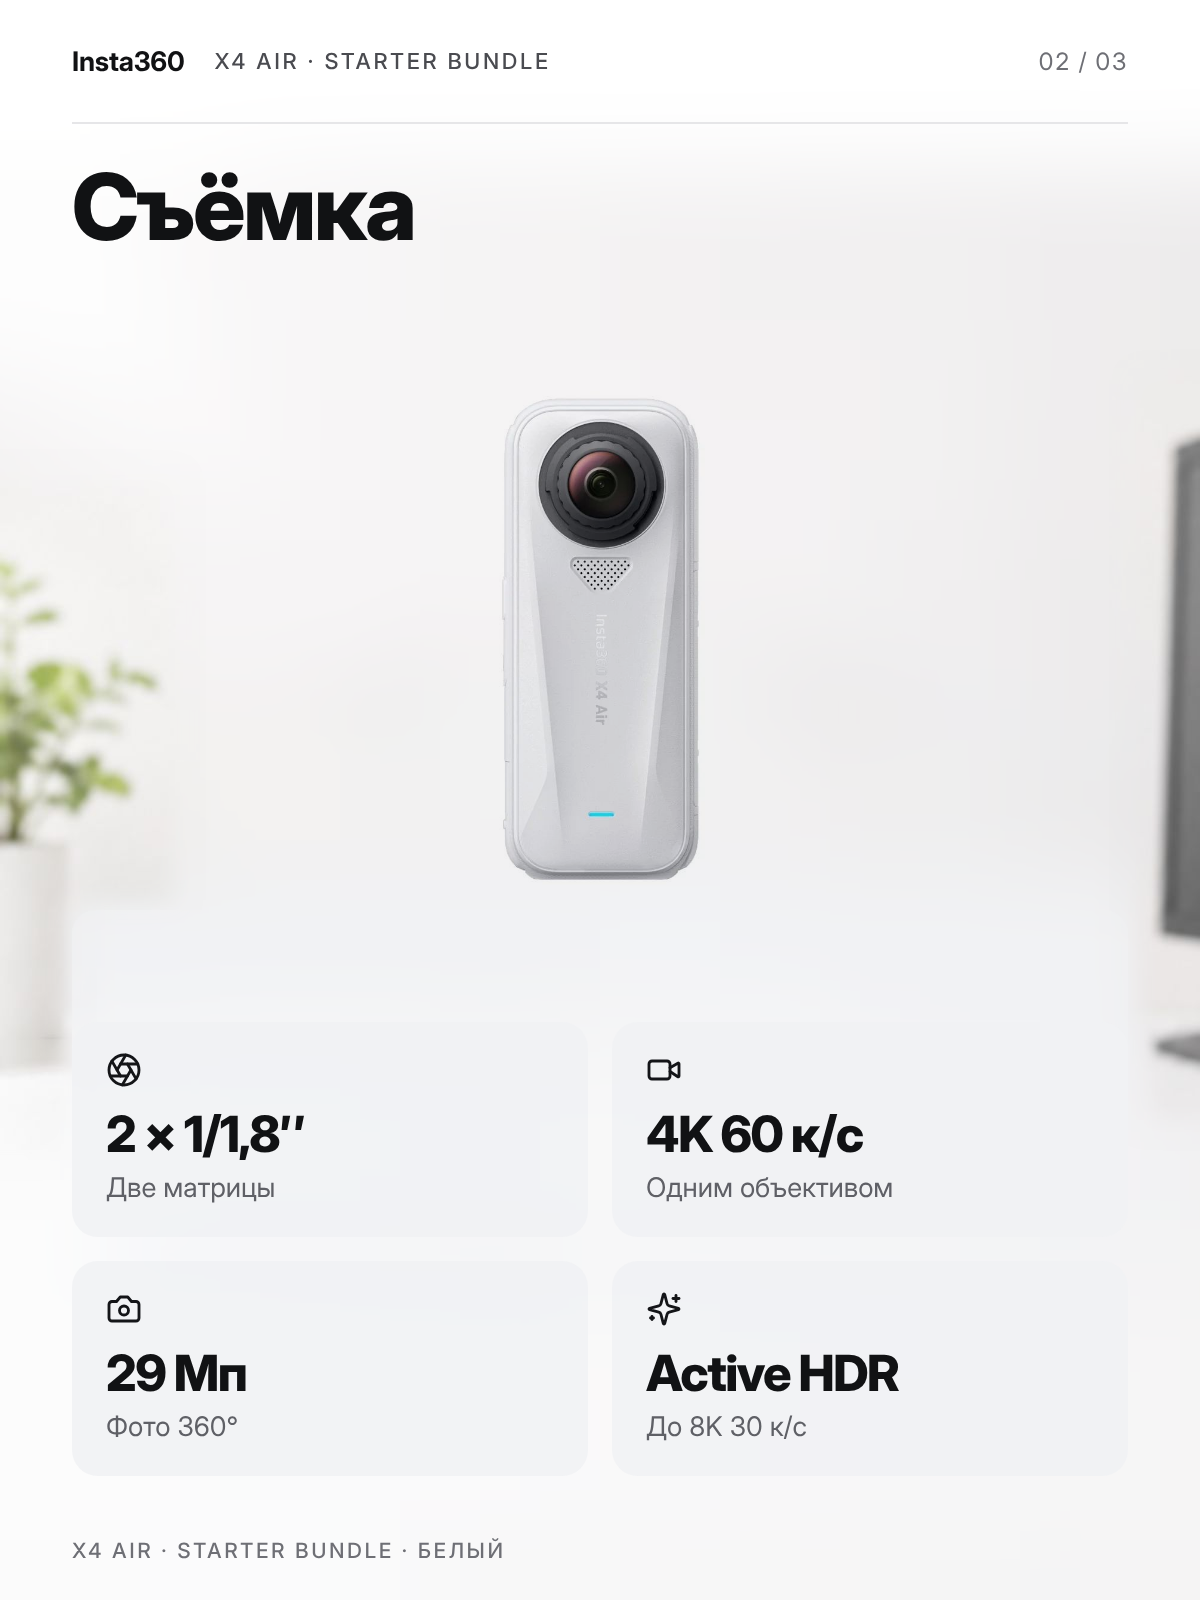 Insta360 X4 AIR · STARTER BUNDLE 02 / 03
Съёмка
Insta360 X4 Air
2 × 1/1,8″
Две матрицы
4K 60 к/с
Одним объективом
29 Мп
Фото 360°
Active HDR
До 8K 30 к/с
X4 AIR · STARTER BUNDLE · БЕЛЫЙ